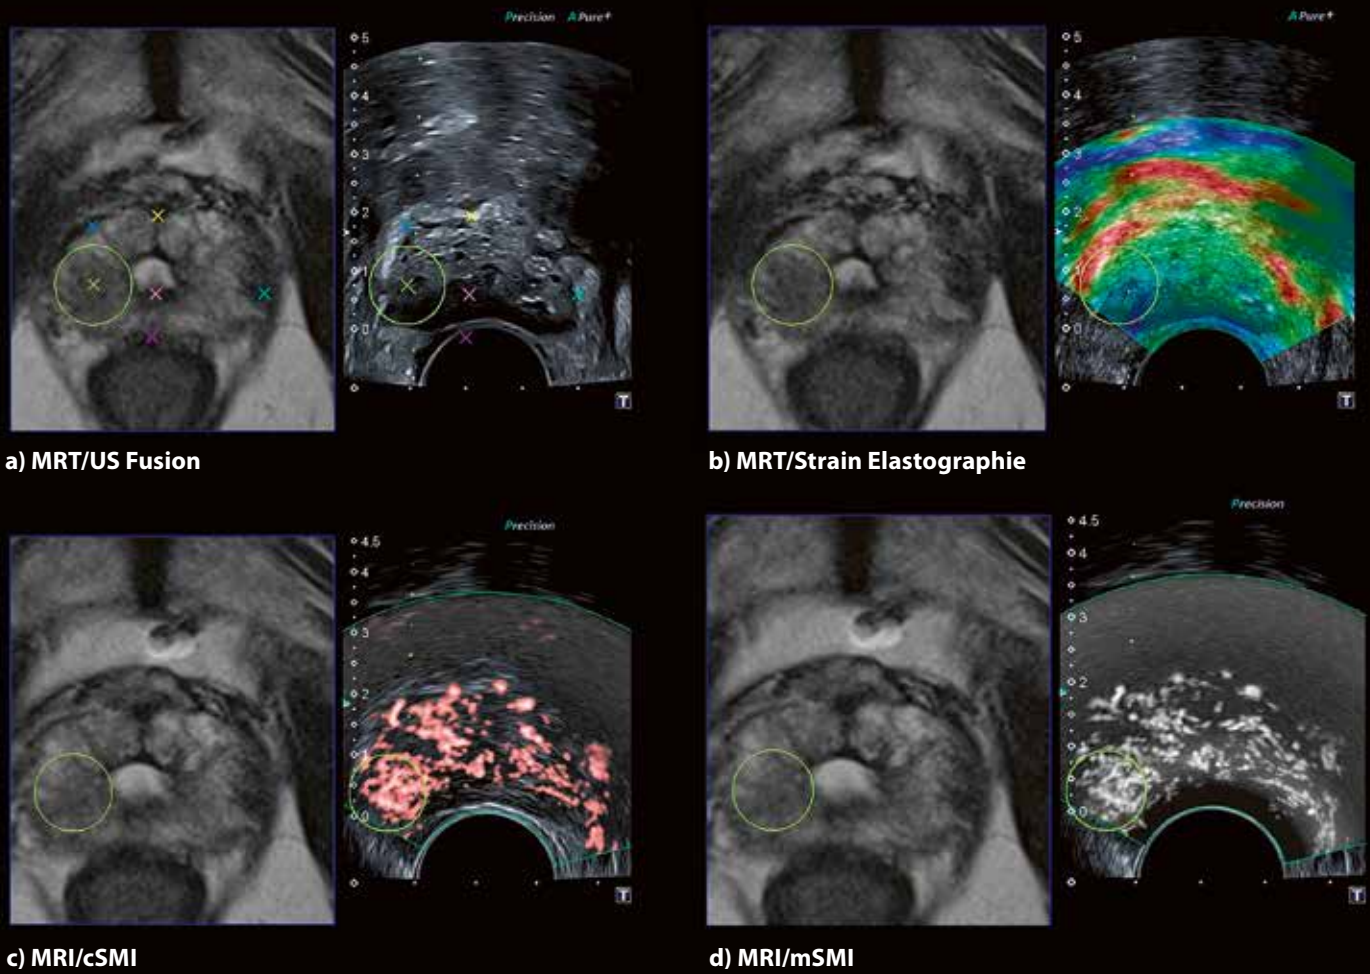 Precision A Pure+
A Pure+
5
4
3
2
1
0
T
5
4
3
2
1
0
T
a) MRT/US Fusion
b) MRT/Strain Elastographie
Precision
Precision
4.5
4
3
2
1
0
T
4.5
4
3
2
1
0
T
c) MRI/cSMI
d) MRI/mSMI